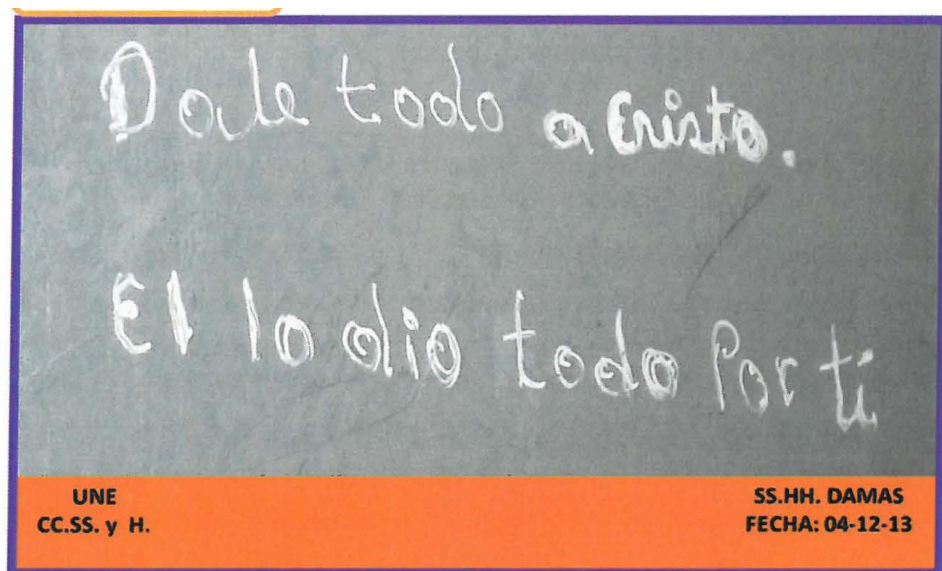 Dale todo a Cristo.
El lo dio todo Por ti
UNE
CC.SS. y H.
SS.HH. DAMAS
FECHA: 04-12-13